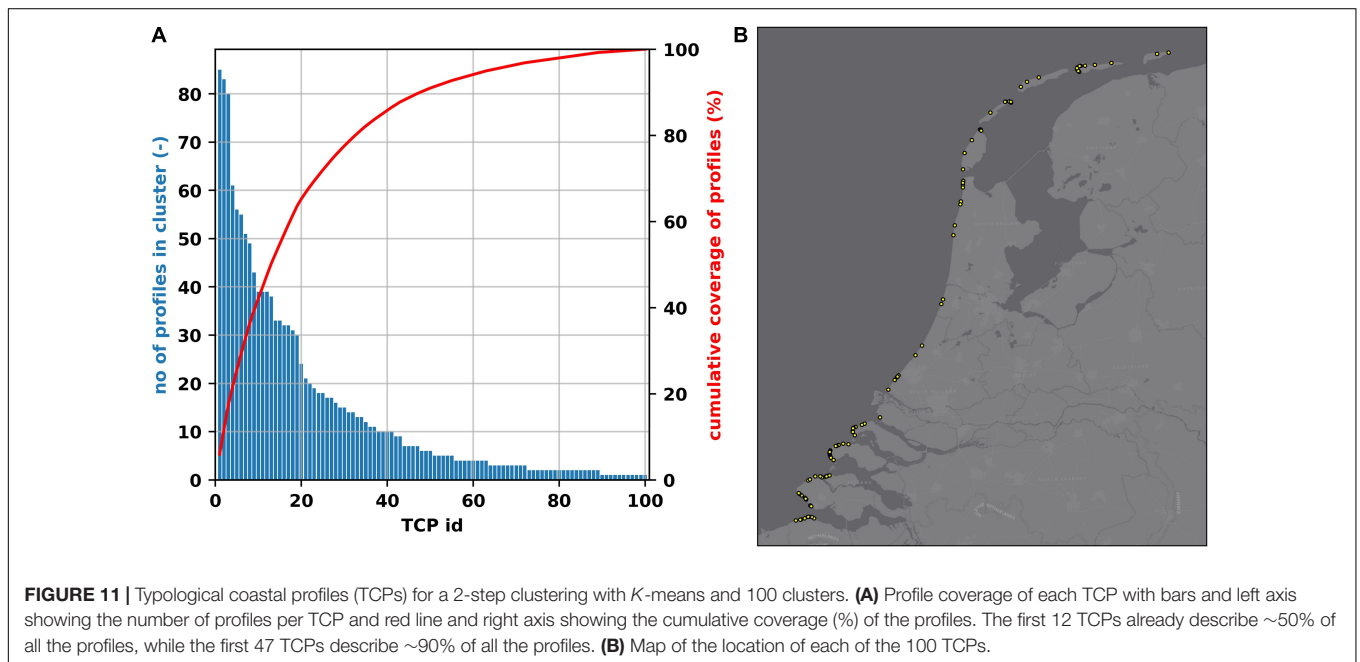 A
B
no of profiles in cluster (-)
80
70
60
50
40
30
20
10
0
0 20 40 60 80 100
TCP id
100
80
60
40
20
0
cumulative coverage of profiles (%)
FIGURE 11 | Typological coastal profiles (TCPs) for a 2-step clustering with K-means and 100 clusters. (A) Profile coverage of each TCP with bars and left axis
showing the number of profiles per TCP and red line and right axis showing the cumulative coverage (%) of the profiles. The first 12 TCPs already describe ~50% of
all the profiles, while the first 47 TCPs describe ~90% of all the profiles. (B) Map of the location of each of the 100 TCPs.